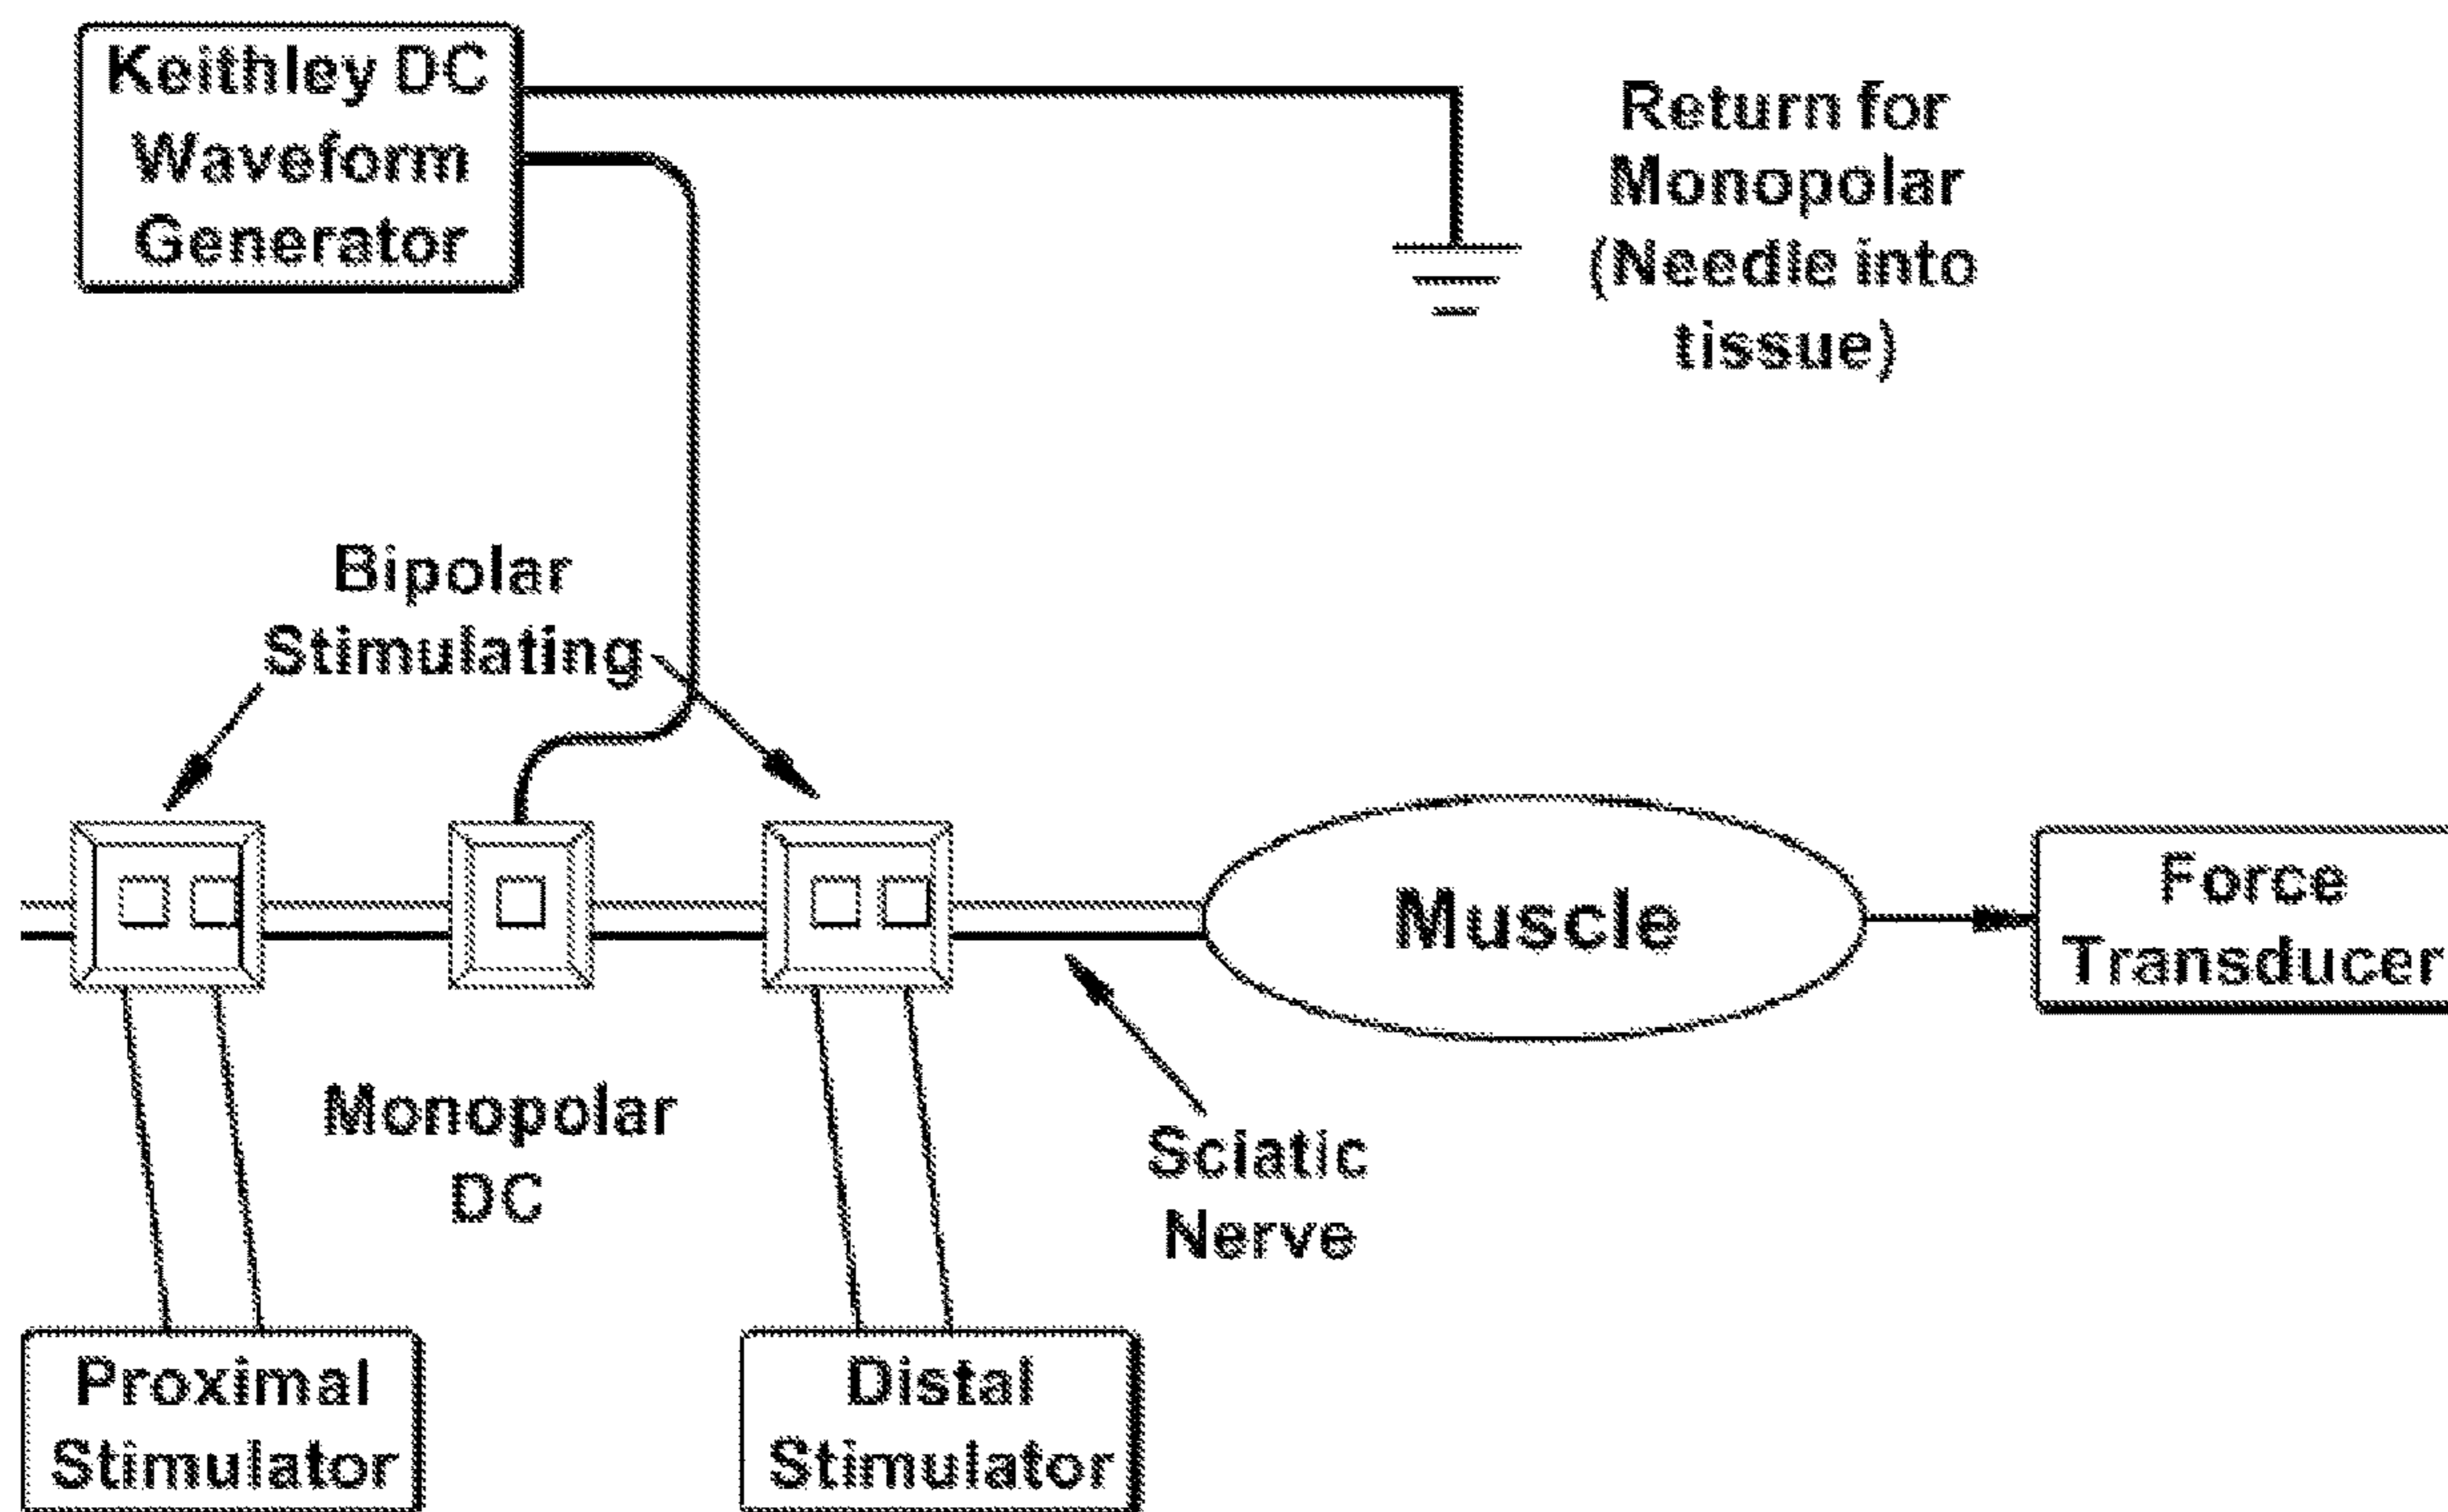 Keithley DC
Waveform
Generator
Return for
Monopolar
(Needle into
tissue)
Bipolar
Stimulating
Muscle
Force
Transducer
Monopolar
DC
Sciatic
Nerve
Proximal
Stimulator
Distal
Stimulator